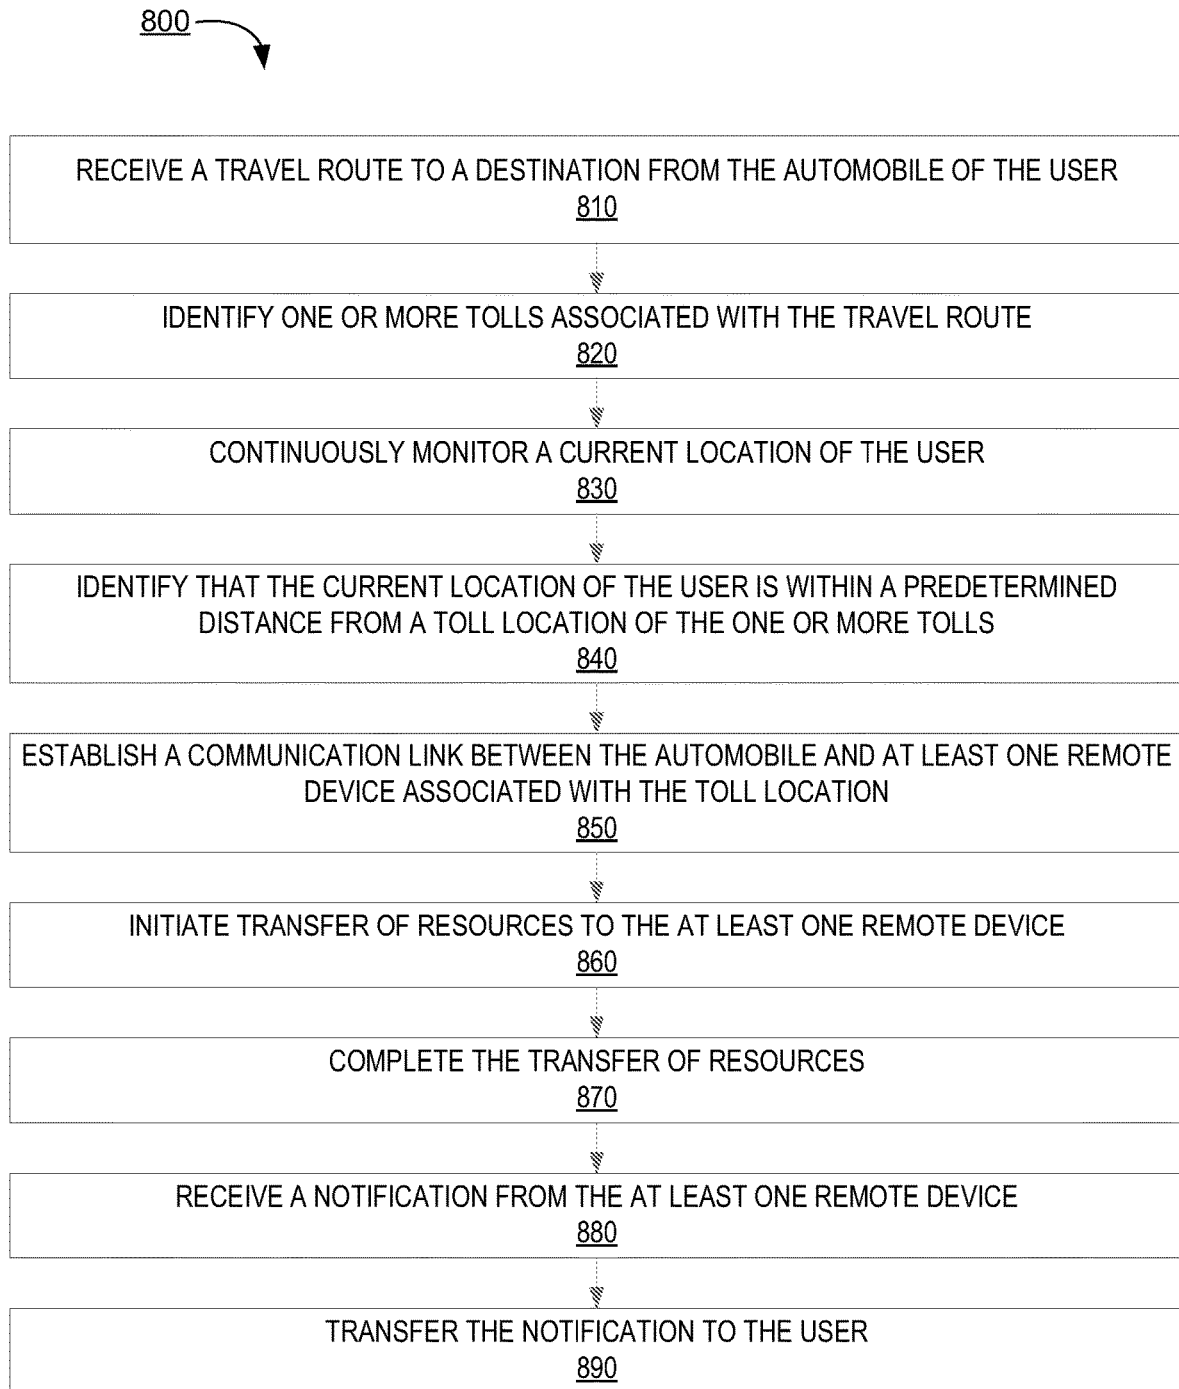 800
RECEIVE A TRAVEL ROUTE TO A DESTINATION FROM THE AUTOMOBILE OF THE USER
810
IDENTIFY ONE OR MORE TOLLS ASSOCIATED WITH THE TRAVEL ROUTE
820
CONTINUOUSLY MONITOR A CURRENT LOCATION OF THE USER
830
IDENTIFY THAT THE CURRENT LOCATION OF THE USER IS WITHIN A PREDETERMINED
DISTANCE FROM A TOLL LOCATION OF THE ONE OR MORE TOLLS
840
ESTABLISH A COMMUNICATION LINK BETWEEN THE AUTOMOBILE AND AT LEAST ONE REMOTE
DEVICE ASSOCIATED WITH THE TOLL LOCATION
850
INITIATE TRANSFER OF RESOURCES TO THE AT LEAST ONE REMOTE DEVICE
860
COMPLETE THE TRANSFER OF RESOURCES
870
RECEIVE A NOTIFICATION FROM THE AT LEAST ONE REMOTE DEVICE
880
TRANSFER THE NOTIFICATION TO THE USER
890